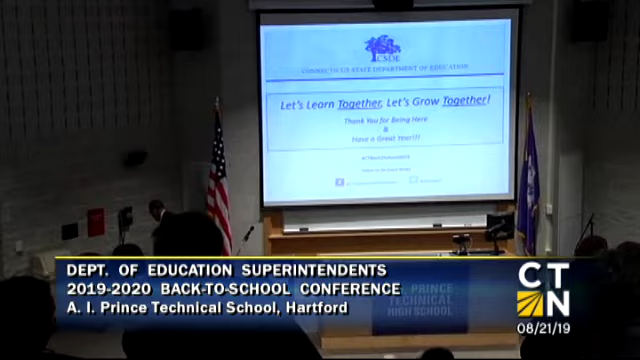 CSDE
CONNECTICUT STATE DEPARTMENT OF EDUCATION
Let's Learn Together, Let's Grow Together!
Thank You for Being Here
&
Have a Great Year!!!
DEPT. OF EDUCATION SUPERINTENDENTS
2019-2020 BACK-TO-SCHOOL CONFERENCE
A. I. Prince Technical School, Hartford
PRINCE
TECHNICAL
HIGH SCHOOL
CTN
08/21/19